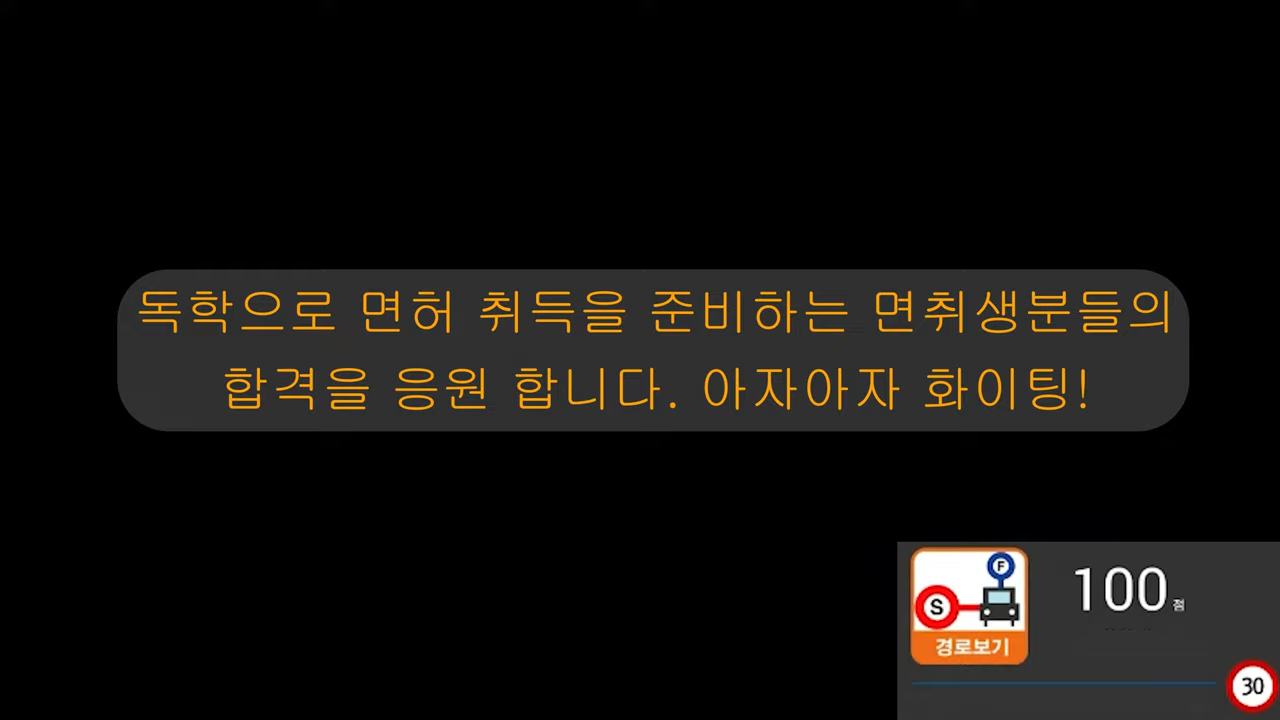 독학으로 면허 취득을 준비하는 면취생분들의
합격을 응원 합니다. 아자아자 화이팅!
F
S
경로보기
100점
30